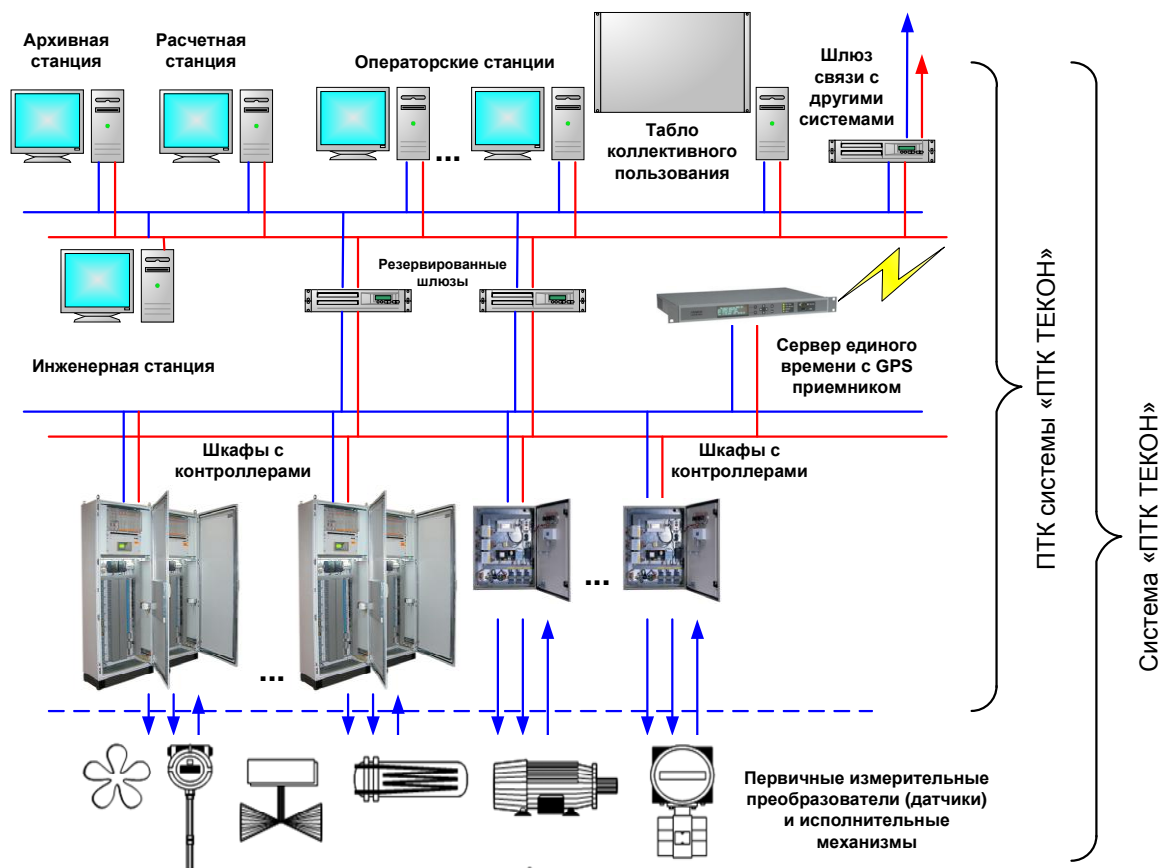 Архивная
станция
Расчетная
станция
Операторские станции
...
Табло
коллективного
пользования
Шлюз
связи с
другими
системами
Резервированные
шлюзы
Инженерная станция
Сервер единого
времени с GPS
приемником
Шкафы с
контроллерами
Шкафы с
контроллерами
...
...
...
Первичные измерительные
преобразователи (датчики)
и исполнительные
механизмы
ПТК системы «ПТК ТЕКОН»
Система «ПТК ТЕКОН»